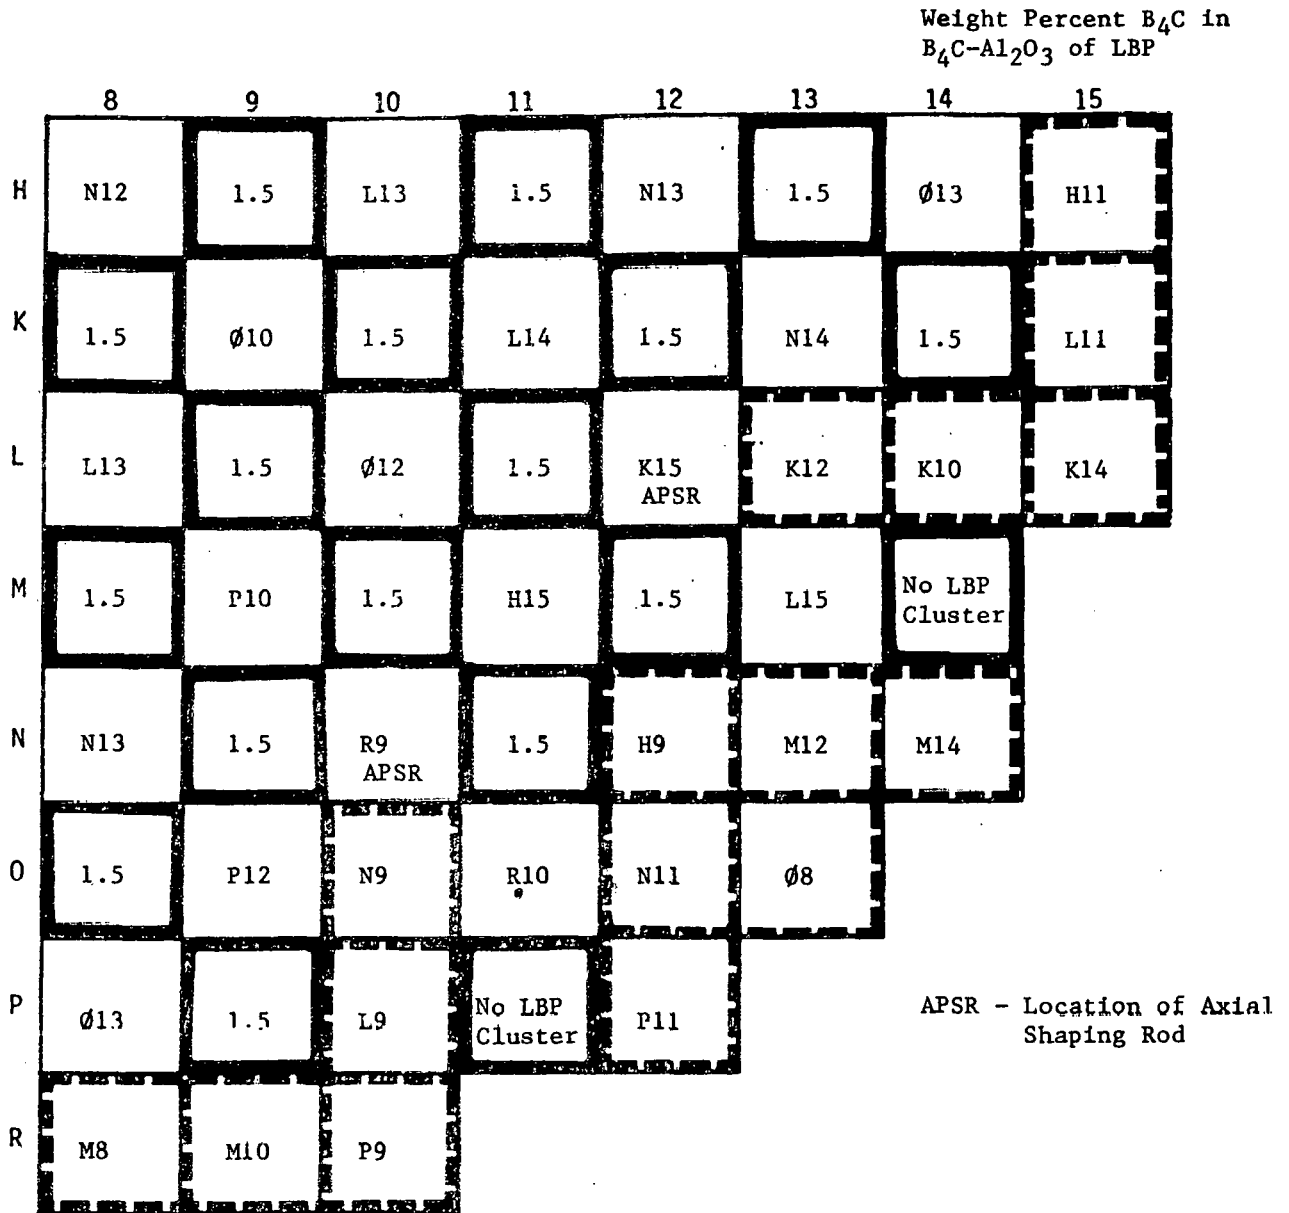 Weight Percent B4C in
B4C-Al2O3 of LBP
8 9 10 11 12 13 14 15
H N12 1.5 L13 1.5 N13 1.5 Ø13 H11
K 1.5 Ø10 1.5 L14 1.5 N14 1.5 L11
L L13 1.5 Ø12 1.5 K15 K12 K10 K14
APSR
M 1.5 P10 1.5 H15 1.5 L15 No LBP
Cluster
N N13 1.5 R9 1.5 H9 M12 M14
APSR
O 1.5 P12 N9 R10 N11 Ø8
P Ø13 1.5 L9 No LBP P11
Cluster
APSR - Location of Axial
Shaping Rod
R M8 M10 P9